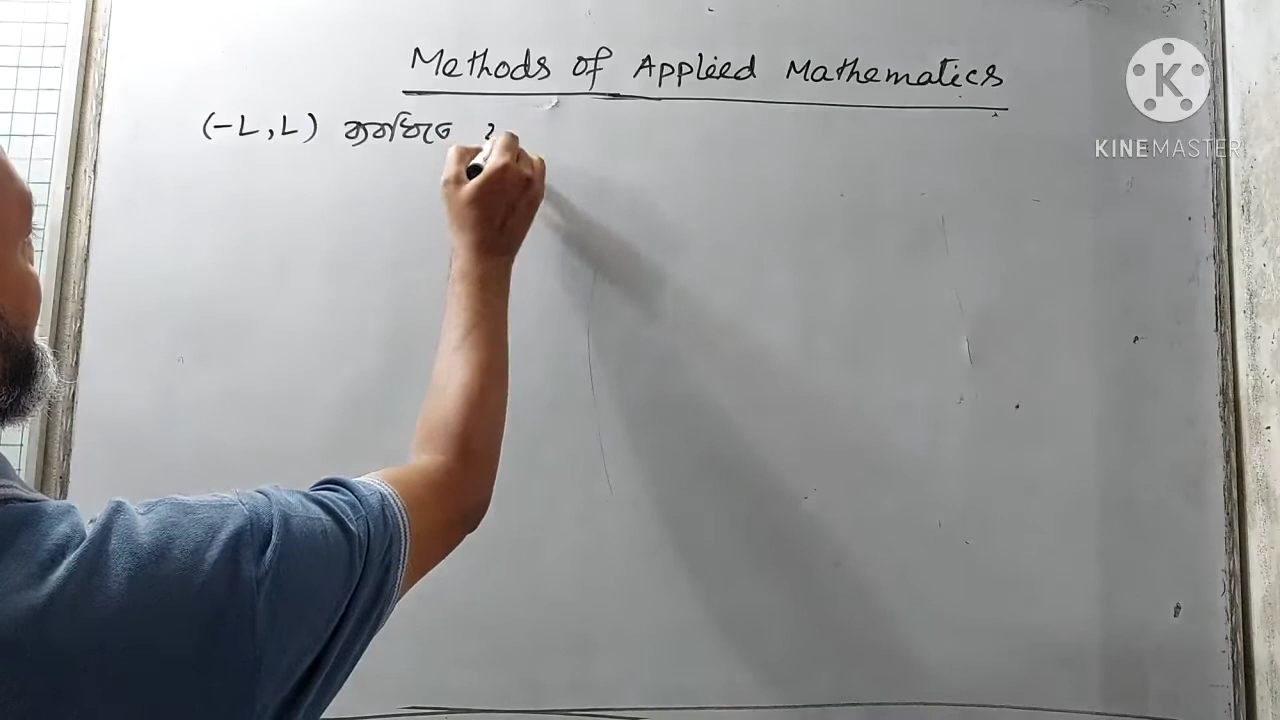 Methods of Applied Mathematics
(-L, L) ব্যবধিতে
K
KINEMASTER